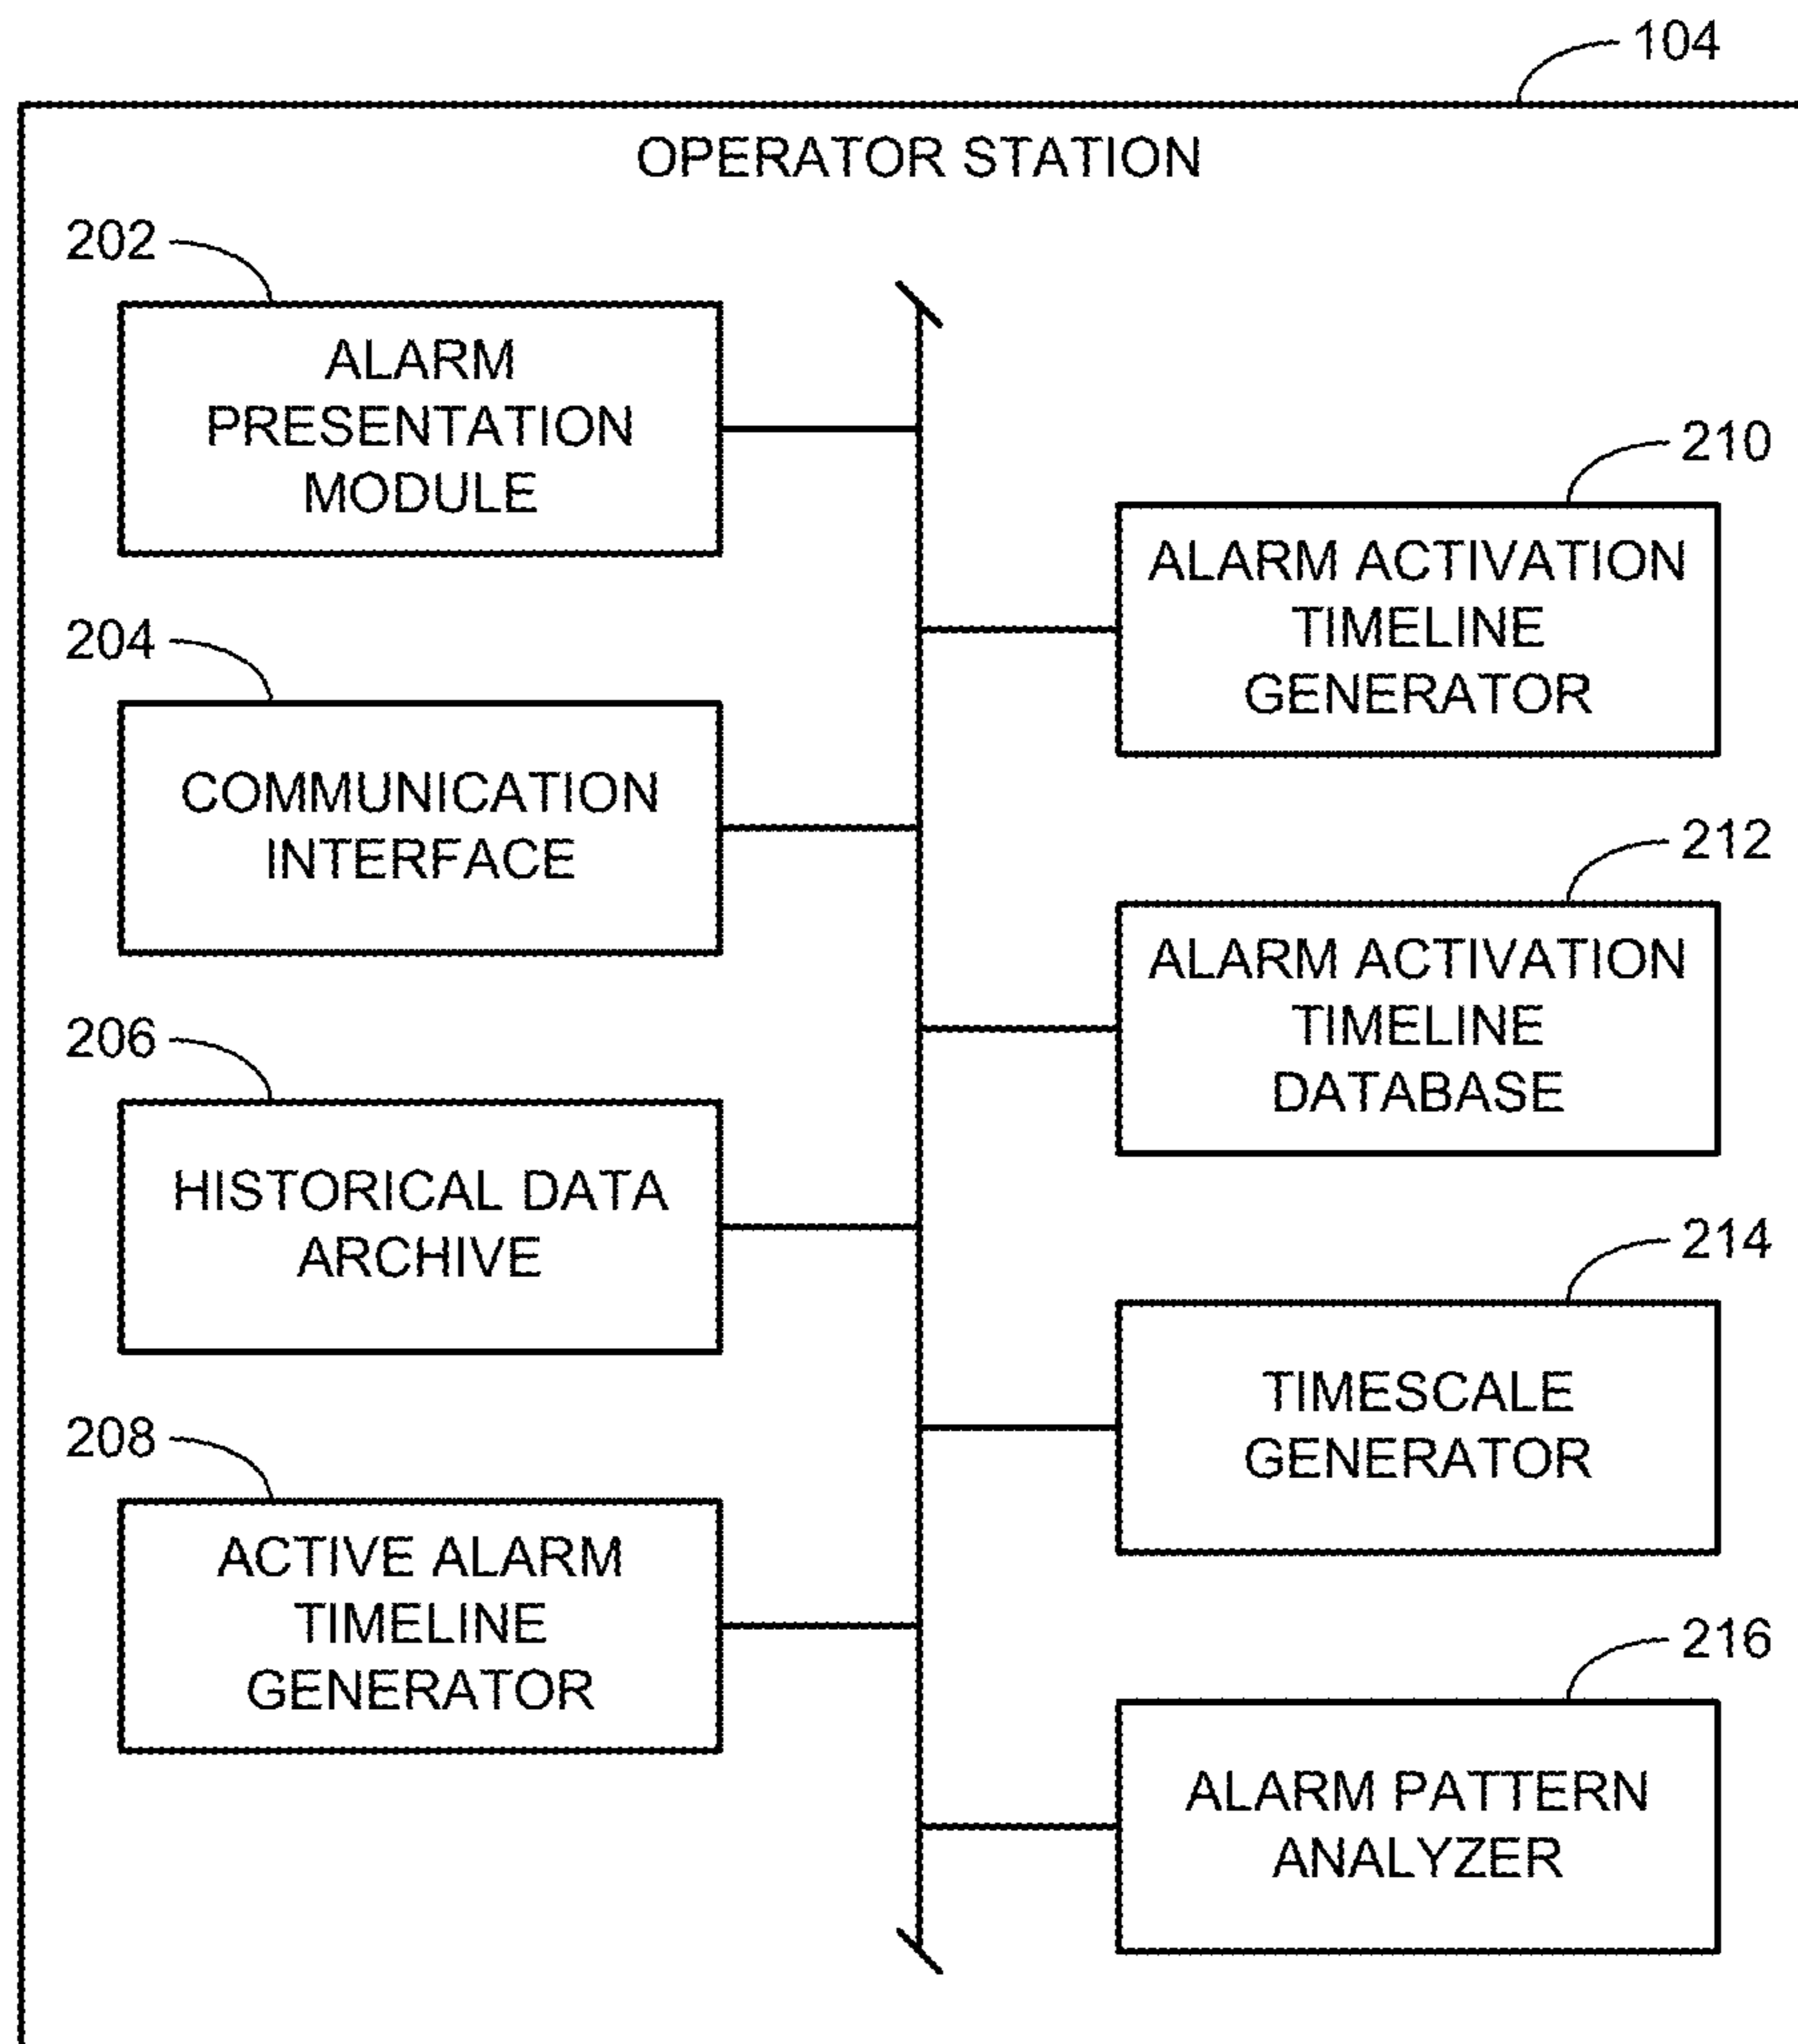 104
OPERATOR STATION
202
ALARM
PRESENTATION
MODULE
204
COMMUNICATION
INTERFACE
206
HISTORICAL DATA
ARCHIVE
208
ACTIVE ALARM
TIMELINE
GENERATOR
210
ALARM ACTIVATION
TIMELINE
GENERATOR
212
ALARM ACTIVATION
TIMELINE
DATABASE
214
TIMESCALE
GENERATOR
216
ALARM PATTERN
ANALYZER